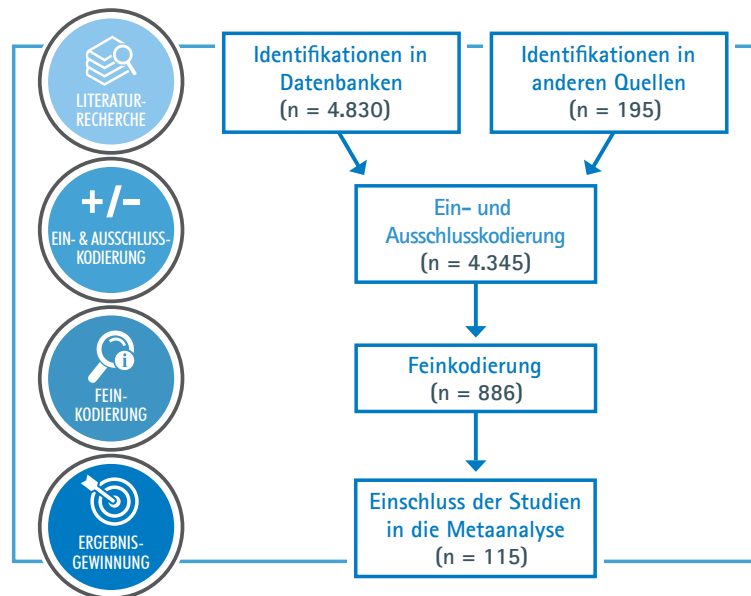 LITERATUR-
RECHERCHE
Identifikationen in
Datenbanken
(n = 4.830)
Identifikationen in
anderen Quellen
(n = 195)
+/–
EIN- & AUSSCHLUSS-
KODIERUNG
Ein- und
Ausschlusskodierung
(n = 4.345)
i
FEIN-
KODIERUNG
Feinkodierung
(n = 886)
ERGEBNIS-
GEWINNUNG
Einschluss der Studien
in die Metaanalyse
(n = 115)